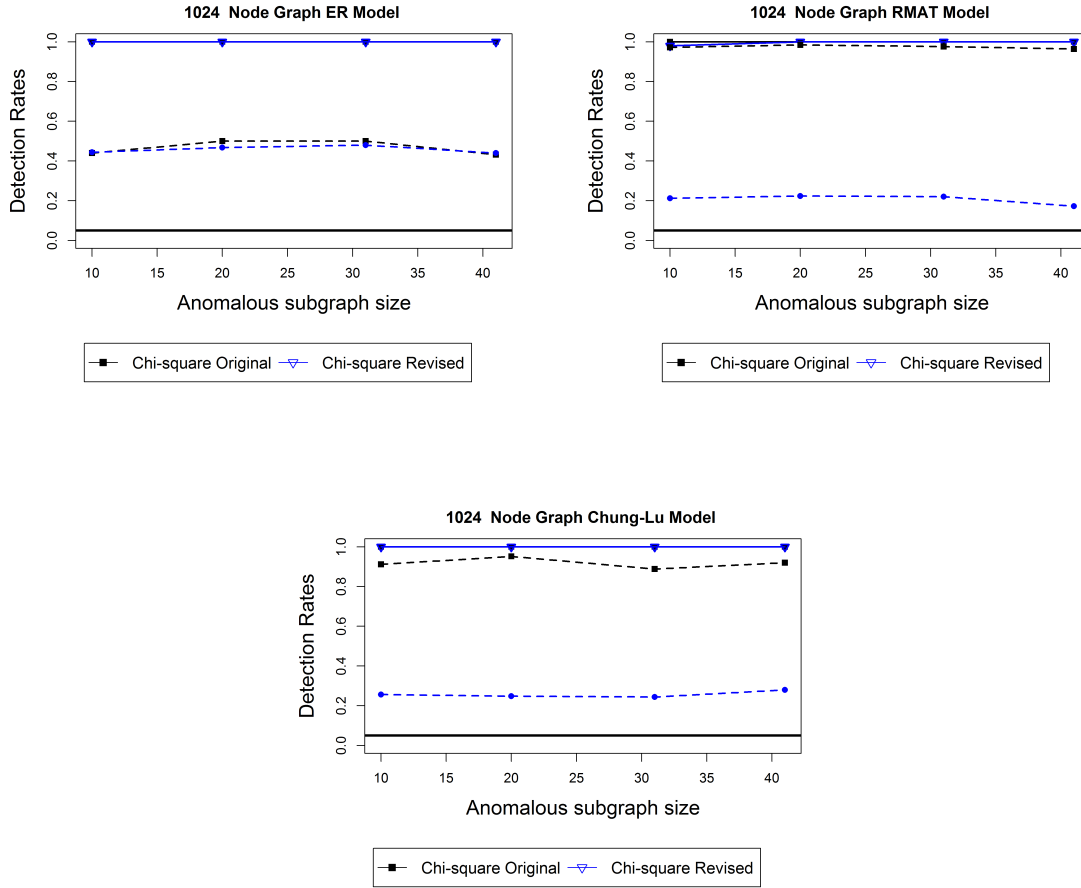 1024 Node Graph ER Model
Detection Rates
1.0
0.8
0.6
0.4
0.2
0.0
10 15 20 25 30 35 40
Anomalous subgraph size
Chi-square Original Chi-square Revised
1024 Node Graph RMAT Model
Detection Rates
1.0
0.8
0.6
0.4
0.2
0.0
10 15 20 25 30 35 40
Anomalous subgraph size
Chi-square Original Chi-square Revised
1024 Node Graph Chung-Lu Model
Detection Rates
1.0
0.8
0.6
0.4
0.2
0.0
10 15 20 25 30 35 40
Anomalous subgraph size
Chi-square Original Chi-square Revised